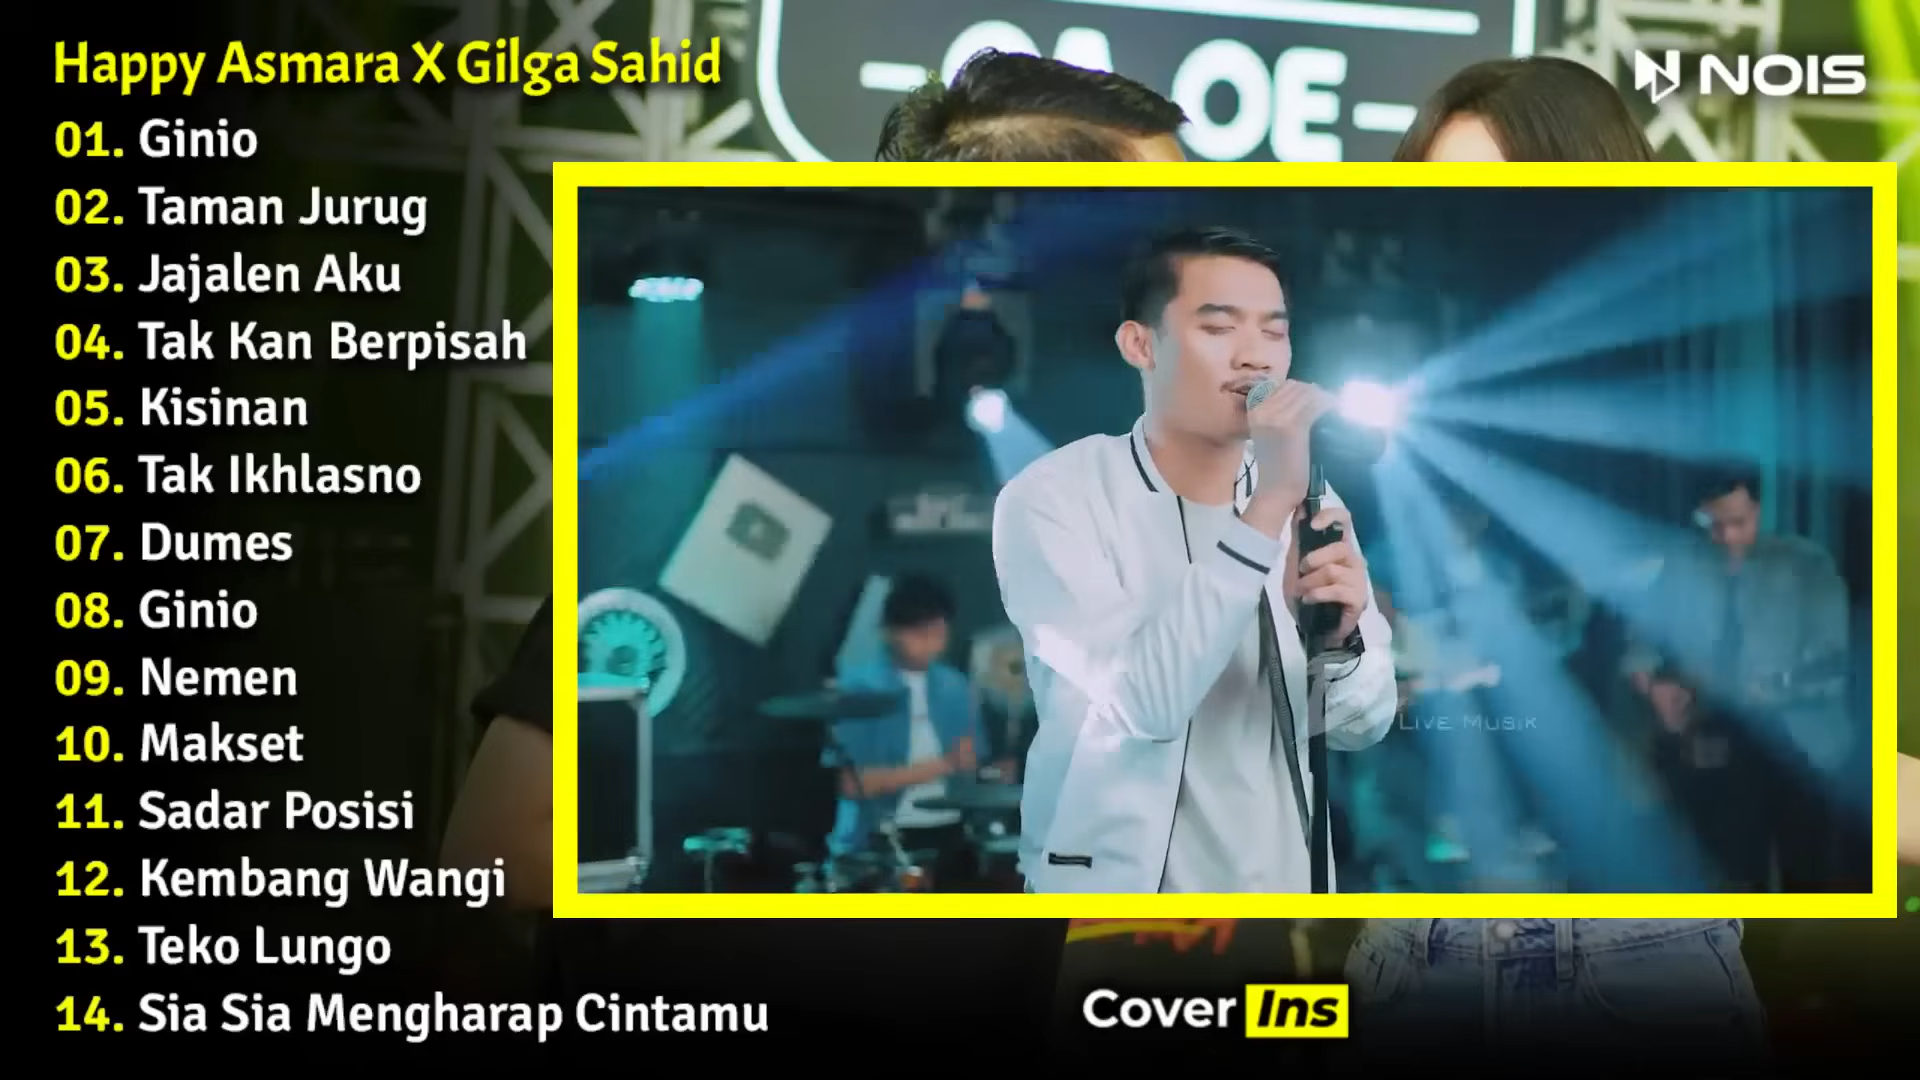 Happy Asmara X Gilga Sahid
01. Ginio
02. Taman Jurug
03. Jajalen Aku
04. Tak Kan Berpisah
05. Kisinan
06. Tak Ikhlasno
07. Dumes
08. Ginio
09. Nemen
10. Makset
11. Sadar Posisi
12. Kembang Wangi
13. Teko Lungo
14. Sia Sia Mengharap Cintamu
OE-
NOIS
LIVE MUSIK
Cover Ins